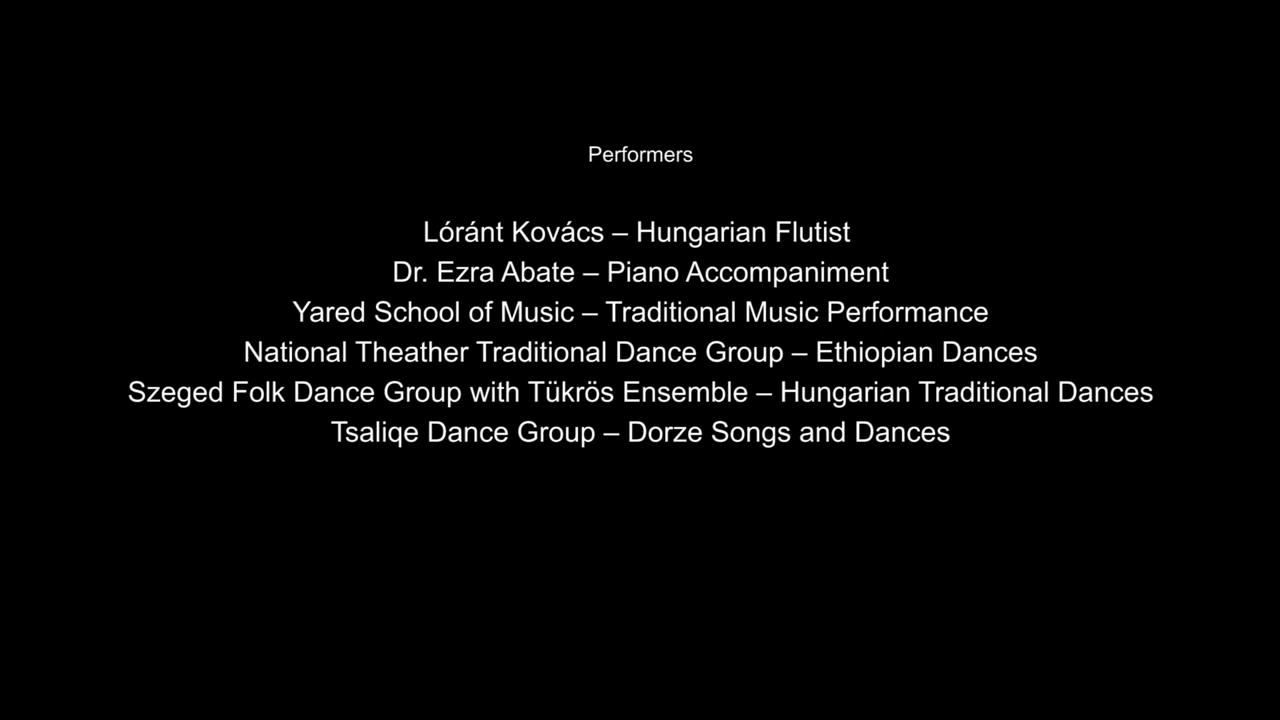 Performers
Lóránt Kovács – Hungarian Flutist
Dr. Ezra Abate – Piano Accompaniment
Yared School of Music – Traditional Music Performance
National Theather Traditional Dance Group – Ethiopian Dances
Szeged Folk Dance Group with Tükrös Ensemble – Hungarian Traditional Dances
Tsaliqe Dance Group – Dorze Songs and Dances